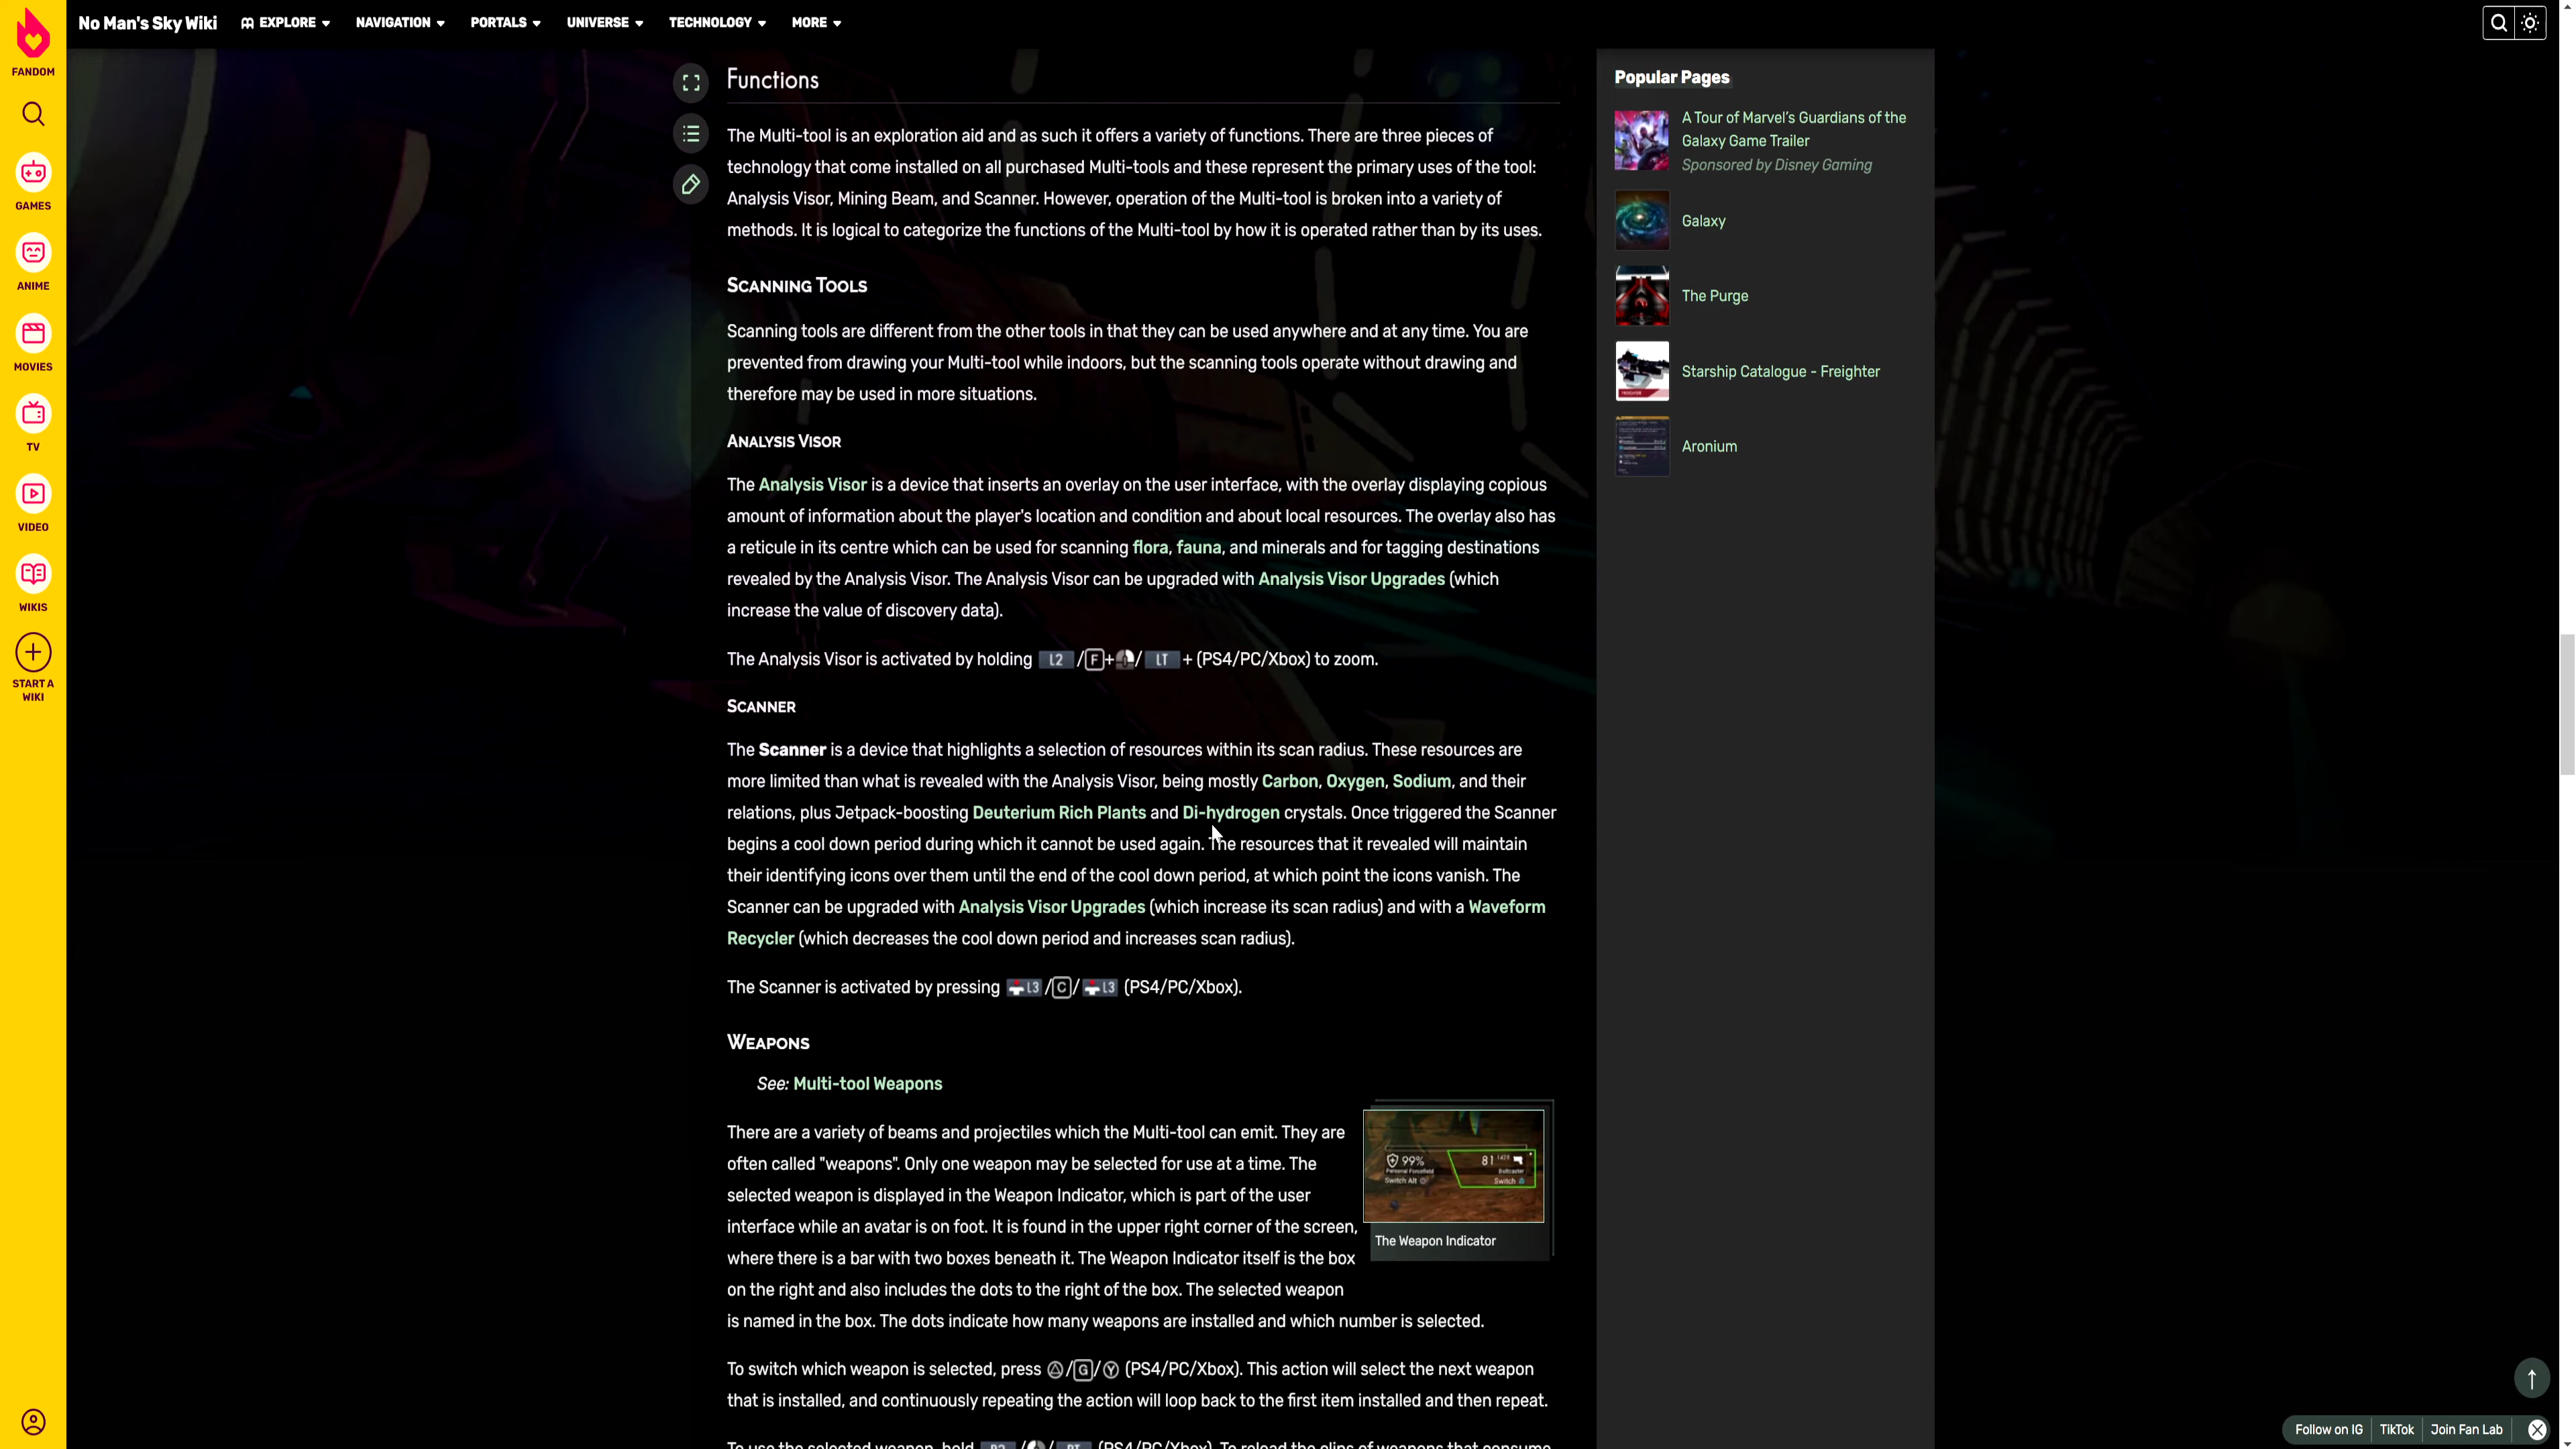 No Man's Sky Wiki
EXPLORE
NAVIGATION
PORTALS
UNIVERSE
TECHNOLOGY
MORE
FANDOM
GAMES
ANIME
MOVIES
TV
VIDEO
WIKIS
START A
WIKI
Functions
The Multi-tool is an exploration aid and as such it offers a variety of functions. There are three pieces of
technology that come installed on all purchased Multi-tools and these represent the primary uses of the tool:
Analysis Visor, Mining Beam, and Scanner. However, operation of the Multi-tool is broken into a variety of
methods. It is logical to categorize the functions of the Multi-tool by how it is operated rather than by its uses.
SCANNING TOOLS
Scanning tools are different from the other tools in that they can be used anywhere and at any time. You are
prevented from drawing your Multi-tool while indoors, but the scanning tools operate without drawing and
therefore may be used in more situations.
ANALYSIS VISOR
The Analysis Visor is a device that inserts an overlay on the user interface, with the overlay displaying copious
amount of information about the player's location and condition and about local resources. The overlay also has
a reticule in its centre which can be used for scanning flora, fauna, and minerals and for tagging destinations
revealed by the Analysis Visor. The Analysis Visor can be upgraded with Analysis Visor Upgrades (which
increase the value of discovery data).
The Analysis Visor is activated by holding L2 / F + / LT + (PS4/PC/Xbox) to zoom.
SCANNER
The Scanner is a device that highlights a selection of resources within its scan radius. These resources are
more limited than what is revealed with the Analysis Visor, being mostly Carbon, Oxygen, Sodium, and their
relations, plus Jetpack-boosting Deuterium Rich Plants and Di-hydrogen crystals. Once triggered the Scanner
begins a cool down period during which it cannot be used again. The resources that it revealed will maintain
their identifying icons over them until the end of the cool down period, at which point the icons vanish. The
Scanner can be upgraded with Analysis Visor Upgrades (which increase its scan radius) and with a Waveform
Recycler (which decreases the cool down period and increases scan radius).
The Scanner is activated by pressing L3 / C / L3 (PS4/PC/Xbox).
WEAPONS
See: Multi-tool Weapons
There are a variety of beams and projectiles which the Multi-tool can emit. They are
often called "weapons". Only one weapon may be selected for use at a time. The
selected weapon is displayed in the Weapon Indicator, which is part of the user
interface while an avatar is on foot. It is found in the upper right corner of the screen,
where there is a bar with two boxes beneath it. The Weapon Indicator itself is the box
on the right and also includes the dots to the right of the box. The selected weapon
is named in the box. The dots indicate how many weapons are installed and which number is selected.
99%
Personal Forcefield
Switch Alt
81
Boltcaster
Switch
The Weapon Indicator
To switch which weapon is selected, press / G / Y (PS4/PC/Xbox). This action will select the next weapon
that is installed, and continuously repeating the action will loop back to the first item installed and then repeat.
To use the selected weapon, hold R2 / / RT (PS4/PC/Xbox). To reload the clips of weapons that consume
Popular Pages
A Tour of Marvel's Guardians of the
Galaxy Game Trailer
Sponsored by Disney Gaming
Galaxy
The Purge
Starship Catalogue - Freighter
Aronium
Follow on IG
TikTok
Join Fan Lab